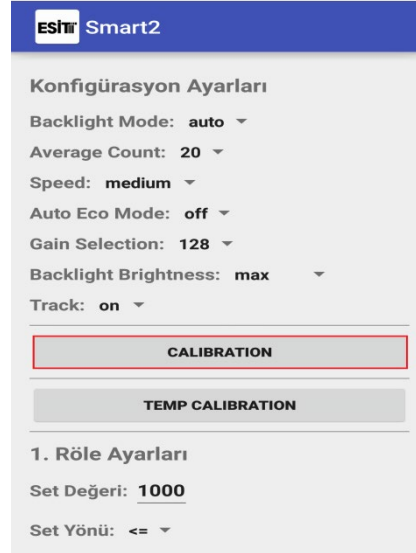 ESİT Smart2
Konfigürasyon Ayarları
Backlight Mode: auto
Average Count: 20
Speed: medium
Auto Eco Mode: off
Gain Selection: 128
Backlight Brightness: max
Track: on
CALIBRATION
TEMP CALIBRATION
1. Röle Ayarları
Set Değeri: 1000
Set Yönü: <=